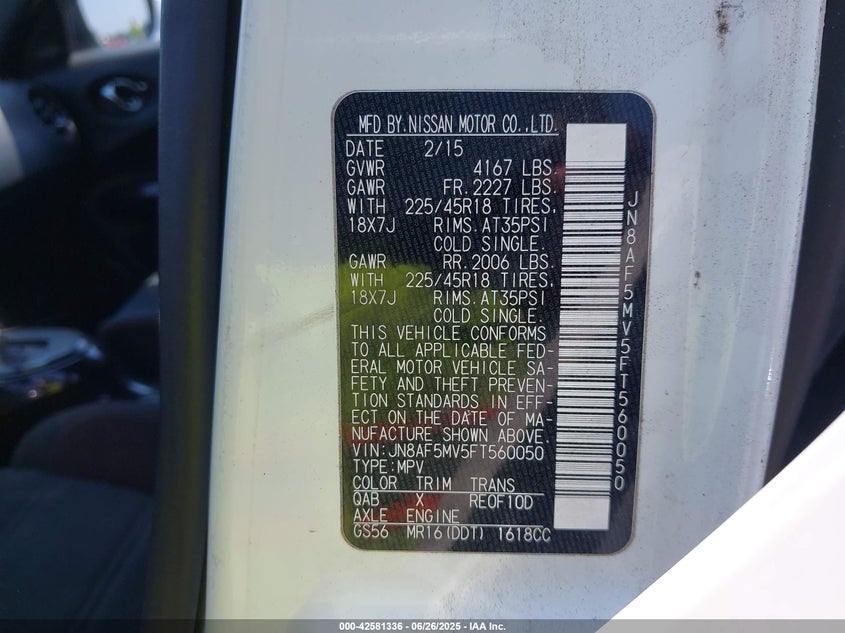 MFD BY.NISSAN MOTOR CO.,LTD.
DATE 2/15
GVWR 4167 LBS
GAWR FR.2227 LBS.
WITH 225/45R18 TIRES,
18X7J RIMS.AT35PSI
COLD SINGLE.
GAWR RR.2006 LBS.
WITH 225/45R18 TIRES,
18X7J RIMS.AT35PSI
COLD SINGLE.
THIS VEHICLE CONFORMS
TO ALL APPLICABLE FED-
ERAL MOTOR VEHICLE SA-
FETY AND THEFT PREVEN-
TION STANDARDS IN EFF-
ECT ON THE DATE OF MA-
NUFACTURE SHOWN ABOVE.
VIN:JN8AF5MV5FT560050
TYPE:MPV
COLOR TRIM TRANS
QAB X RE0F10D
AXLE ENGINE
GS56 MR16(DDT) 1618CC
JN8AF5MV5FT560050
000-42581336 | 06/26/2025 | IAA Inc.